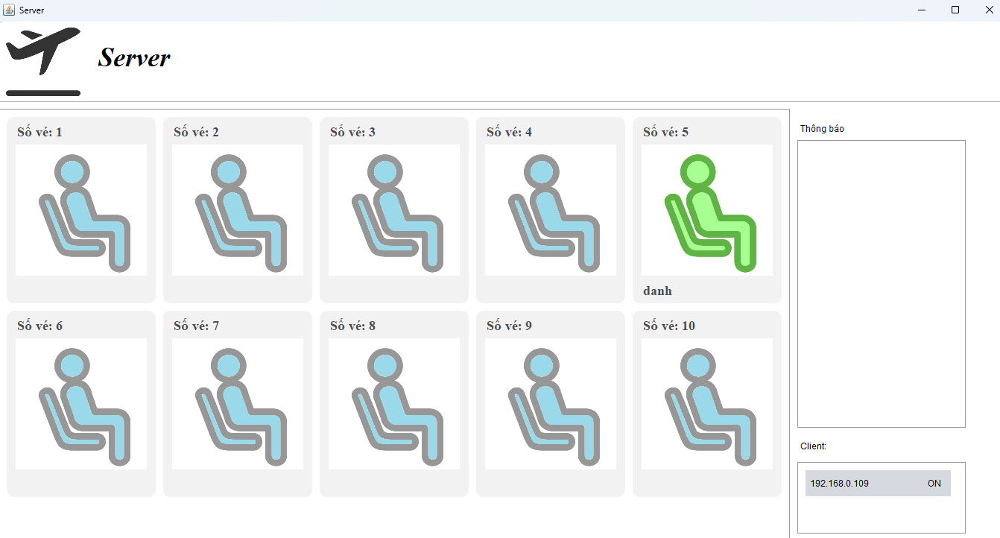 Server
Server
Số vé: 1
Số vé: 2
Số vé: 3
Số vé: 4
Số vé: 5
danh
Số vé: 6
Số vé: 7
Số vé: 8
Số vé: 9
Số vé: 10
Thông báo
Client:
192.168.0.109 ON